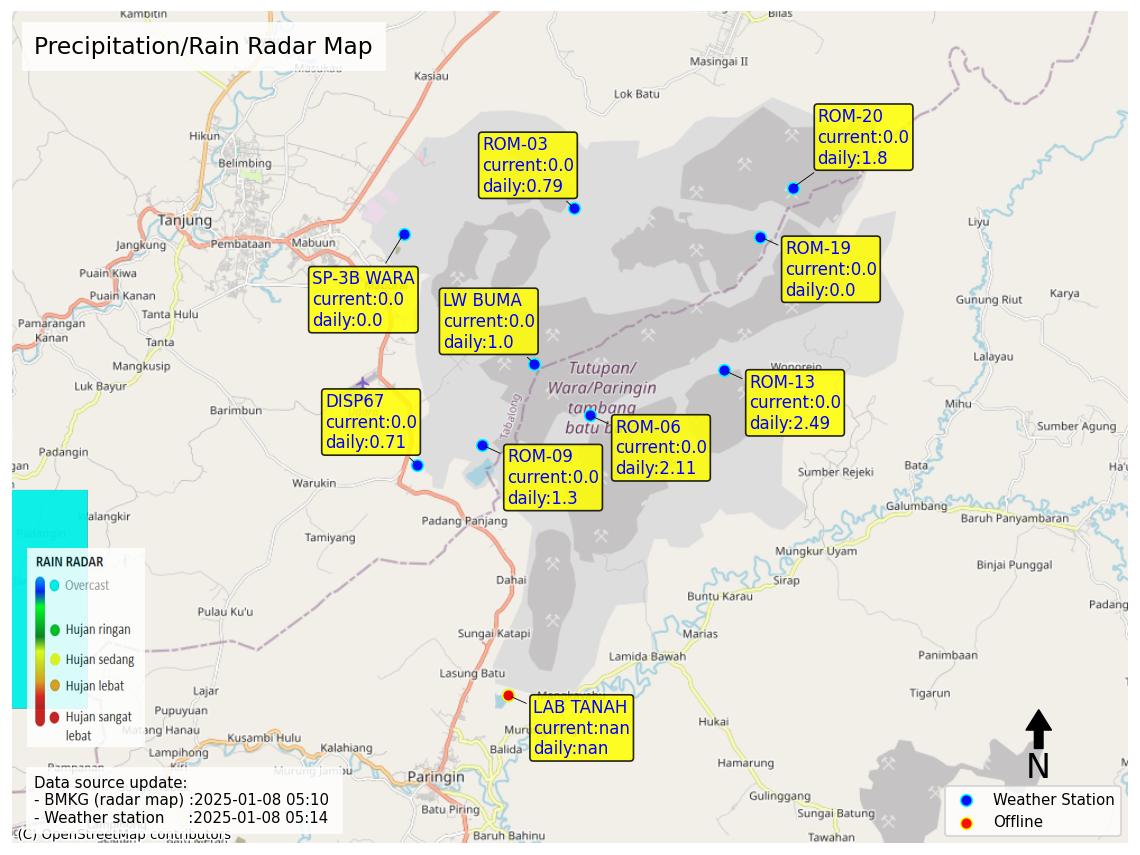 Kambitin
Bilas
Precipitation/Rain Radar Map
Masukau
Kasiau
Masingai II
Lok Batu
ROM-20
current:0.0
daily:1.8
Hikun
ROM-03
current:0.0
daily:0.79
Belimbing
Tanjung
Liyu
Jangkung
Pembataan
Mabuun
ROM-19
current:0.0
daily:0.0
Puain Kiwa
SP-3B WARA
current:0.0
daily:0.0
Puain Kanan
LW BUMA
current:0.0
daily:1.0
Gunung Riut
Karya
Tanta Hulu
Pamarangan
Kanan
Tanta
Lalayau
Mangkusip
Tutupan/
Wara/Paringin
tambang
batu b
Wonorejo
ROM-13
current:0.0
daily:2.49
Luk Bayur
DISP67
current:0.0
daily:0.71
Barimbun
Tabalong
Mihu
ROM-06
current:0.0
daily:2.11
Sumber Agung
Padangin
ROM-09
current:0.0
daily:1.3
gan
Bata
Ha'u
Sumber Rejeki
Warukin
Galumbang
Walangkir
Padang Panjang
Baruh Panyambaran
Padangin
Tamiyang
Mungkur Uyam
RAIN RADAR
Binjai Punggal
Overcast
Dahai
Sirap
Buntu Karau
Padang
Pulau Ku'u
Hujan ringan
Sungai Katapi
Marias
Hujan sedang
Lamida Bawah
Panimbaan
Lasung Batu
Hujan lebat
Lajar
Tigarun
LAB TANAH
current:nan
daily:nan
Pupuyuan
Hujan sangat
lebat
Matang Hanau
Hukai
Kusambi Hulu
Kalahiang
Muru
Balida
Lampihong
N
Hamarung
Paringin
Murung Jambu
Data source update:
- BMKG (radar map) :2025-01-08 05:10
- Weather station :2025-01-08 05:14
Gulinggang
Weather Station
Offline
Batu Piring
Sungai Batung
Baruh Bahinu
Tawahan
(C) OpenStreetMap contributors